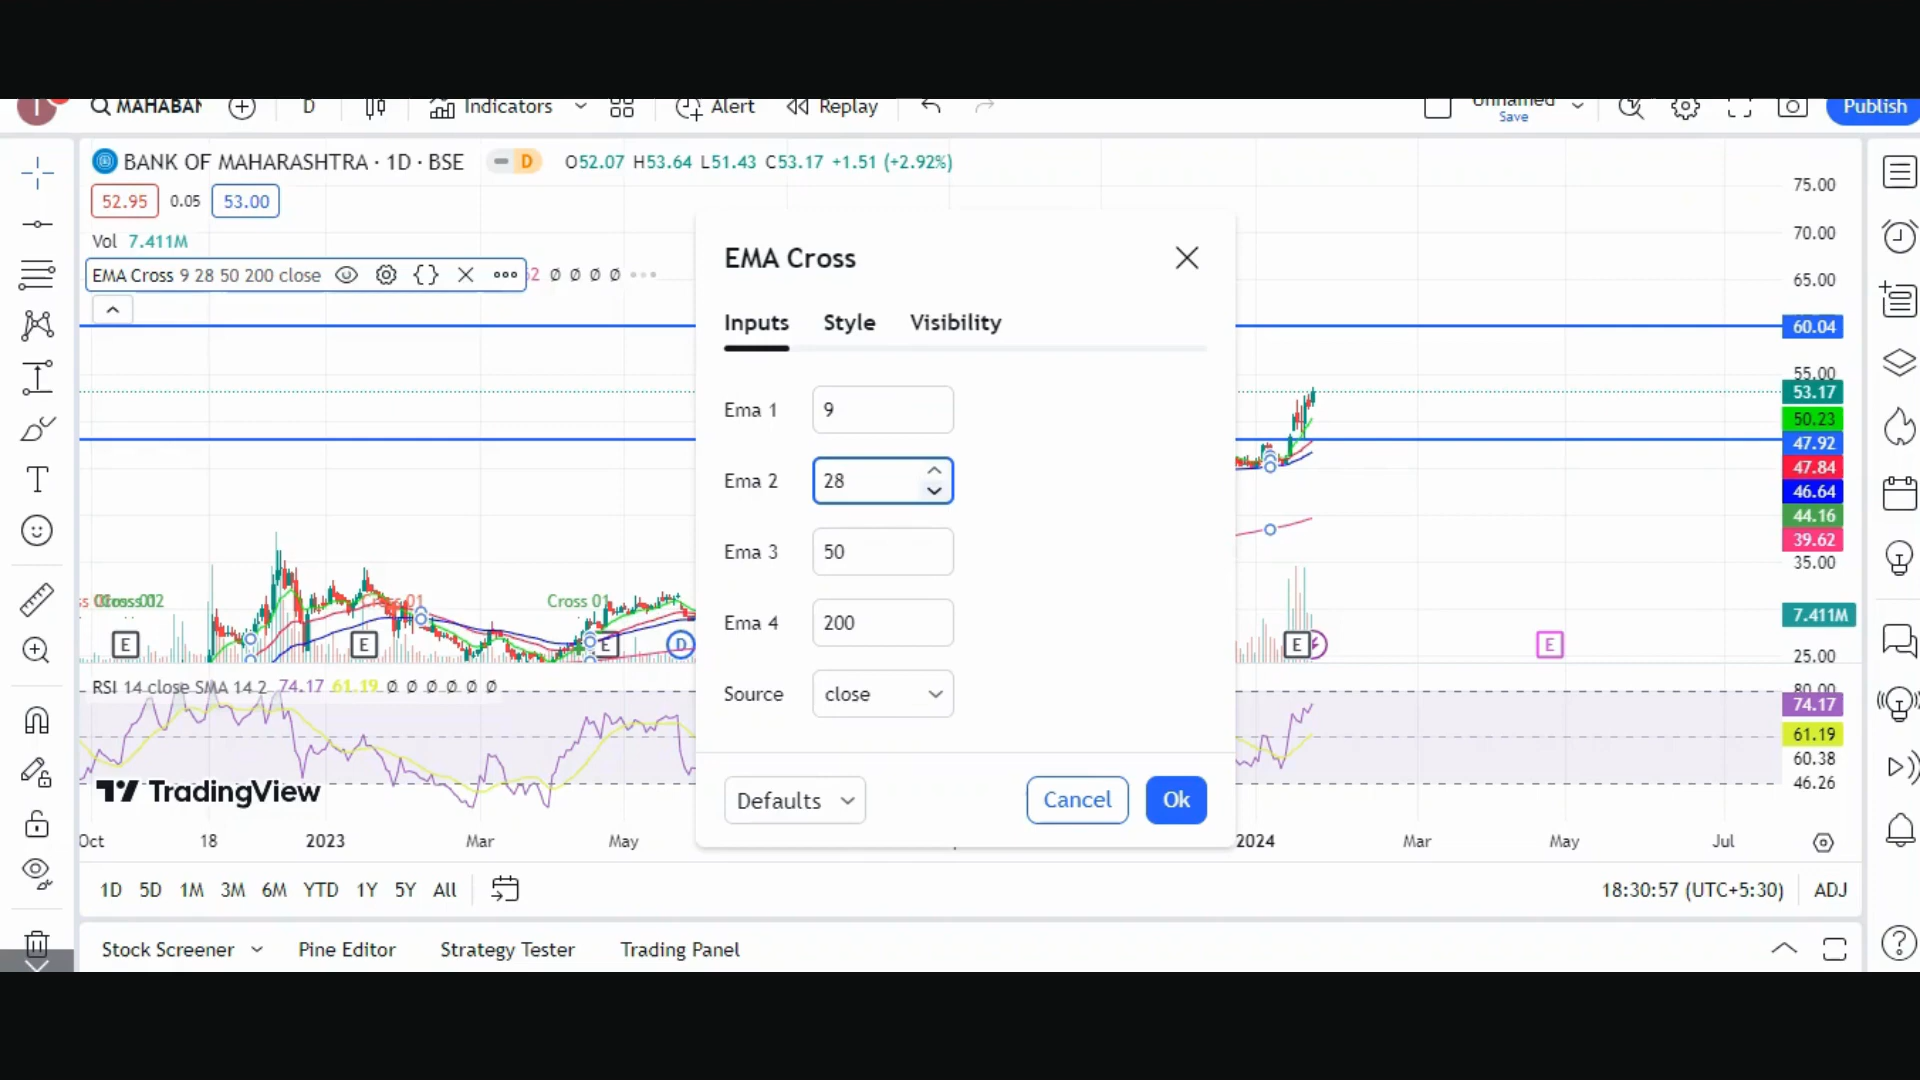 T MAHABAN D Indicators Alert Replay Unnamed Save Publish
BANK OF MAHARASHTRA · 1D · BSE D O52.07 H53.64 L51.43 C53.17 +1.51 (+2.92%)
52.95 0.05 53.00
Vol 7.411M
EMA Cross 9 28 50 200 close
EMA Cross
Inputs Style Visibility
Ema 1 9
Ema 2 28
Ema 3 50
Ema 4 200
Source close
Defaults Cancel Ok
75.00
70.00
65.00
60.04
55.00
53.17
50.23
47.92
47.84
46.64
44.16
39.62
35.00
7.411M
25.00
80.00
74.17
61.19
60.38
46.26
Cross 01
E E E D E E
RSI 14 close SMA 14 2 74.17 61.19 Ø Ø Ø Ø Ø Ø
TradingView
Oct 18 2023 Mar May 2024 Mar May Jul
1D 5D 1M 3M 6M YTD 1Y 5Y All 18:30:57 (UTC+5:30) ADJ
Stock Screener Pine Editor Strategy Tester Trading Panel